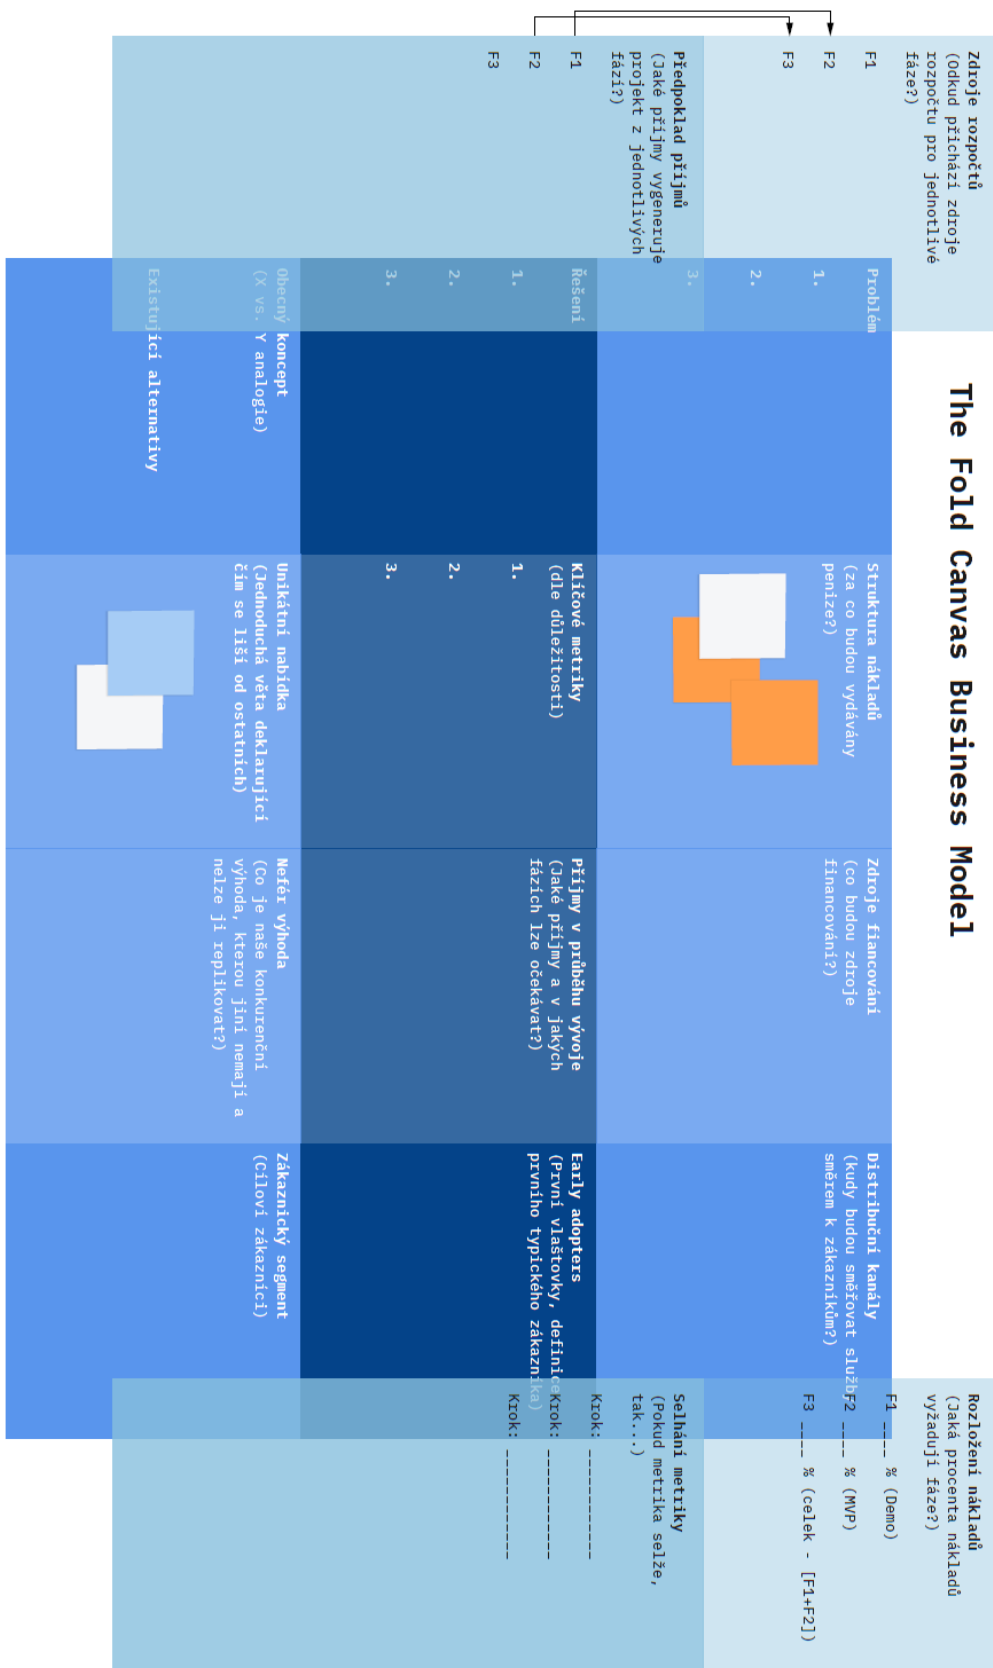 The Fold Canvas Business Model
Zdroje rozpočtů
(Odkud přichází zdroje
rozpočtu pro jednotlivé
fáze?)
F1
F2
F3
Předpoklad příjmů
(Jaké příjmy vygeneruje
projekt z jednotlivých
fází?)
F1
F2
F3
Problém
1.
2.
3.
Struktura nákladů
(za co budou vydávány
peníze?)
Zdroje fiancování
(co budou zdroje
financování?)
Distribuční kanály
(kudy budou směřovat služby
směrem k zákazníkům?)
Rozložení nákladů
(Jaká procenta nákladů
vyžadují fáze?)
F1 ____ % (Demo)
F2 ____ % (MVP)
F3 ____ % (celek - [F1+F2])
Řešení
1.
2.
3.
Klíčové metriky
(dle důležitosti)
1.
2.
3.
Příjmy v průběhu vývoje
(Jaké příjmy a v jakých
fázích lze očekávat?)
Early adopters
(První vlaštovky, definice
prvního typického zákazníka)
Selhání metriky
(Pokud metrika selže,
tak...)
Krok: ____________
Krok: ____________
Krok: ____________
Obecný koncept
(X vs. Y analogie)
Existující alternativy
Unikátní nabídka
(Jednoduchá věta deklarující
čím se liší od ostatních)
Nefér výhoda
(Co je naše konkurenční
výhoda, kterou jiní nemají a
nelze ji replikovat?)
Zákaznický segment
(Cíloví zákazníci)